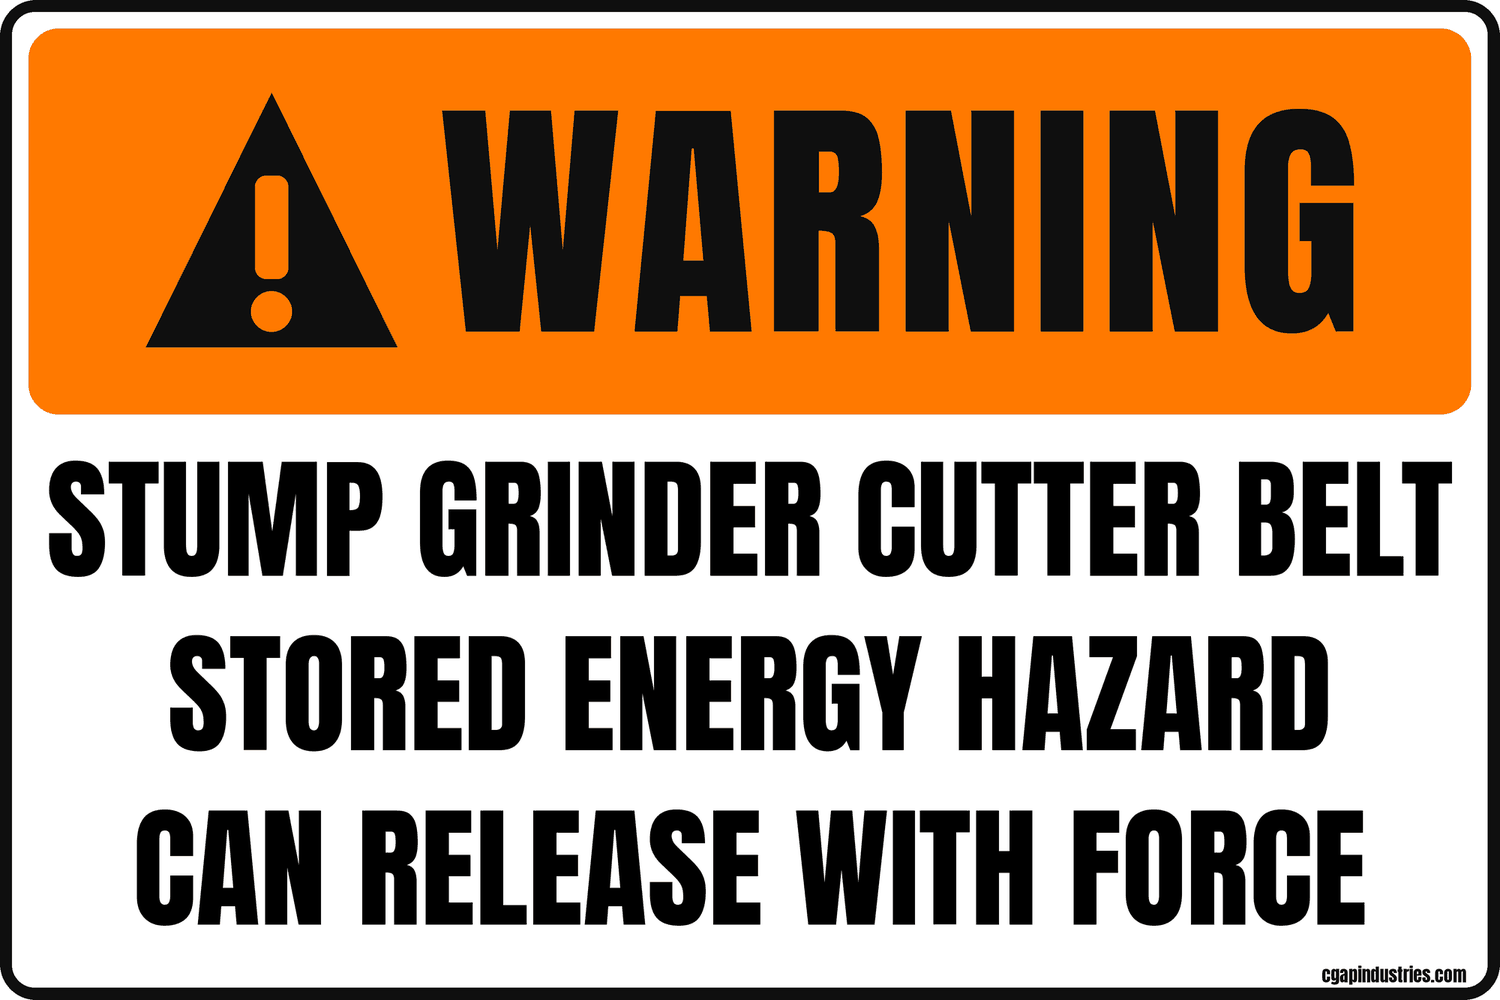 WARNING
STUMP GRINDER CUTTER BELT
STORED ENERGY HAZARD
CAN RELEASE WITH FORCE
cgapindustries.com